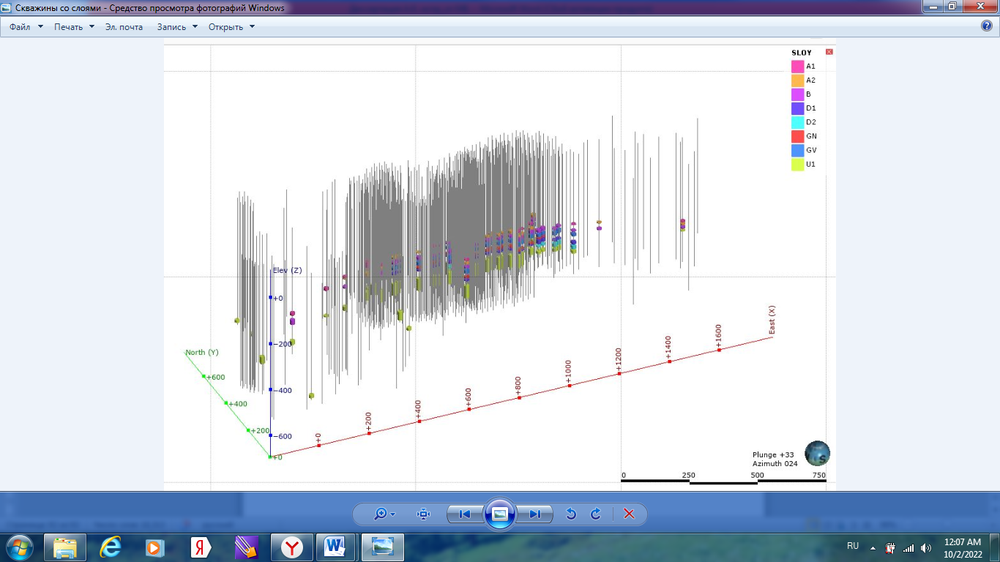 Скважины со слоями - Средство просмотра фотографий Windows
Файл Печать Эл. почта Запись Открыть
SLOY
A1
A2
B
D1
D2
GN
GV
U1
Elev (Z)
+0
−200
−400
−600
North (Y)
+600
+400
+200
+0
East (X)
+0
+200
+400
+600
+800
+1000
+1200
+1400
+1600
Plunge +33
Azimuth 024
0 250 500 750
RU
12:07 AM
10/2/2022